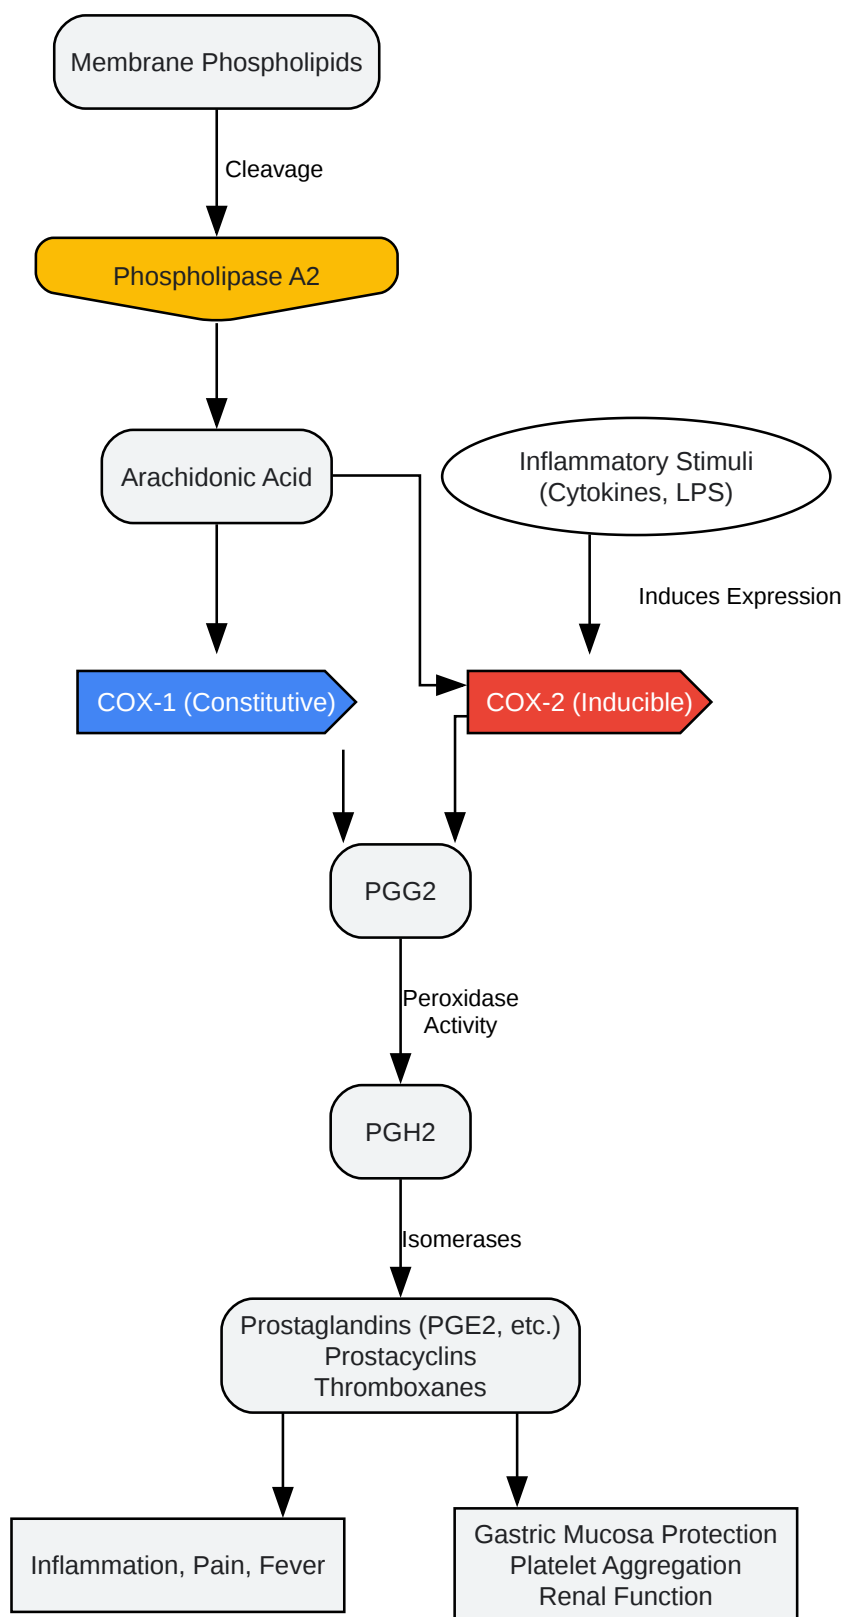 Membrane Phospholipids
Cleavage
Phospholipase A2
Arachidonic Acid
Inflammatory Stimuli
(Cytokines, LPS)
Induces Expression
COX-1 (Constitutive)
COX-2 (Inducible)
PGG2
Peroxidase
Activity
PGH2
Isomerases
Prostaglandins (PGE2, etc.)
Prostacyclins
Thromboxanes
Inflammation, Pain, Fever
Gastric Mucosa Protection
Platelet Aggregation
Renal Function